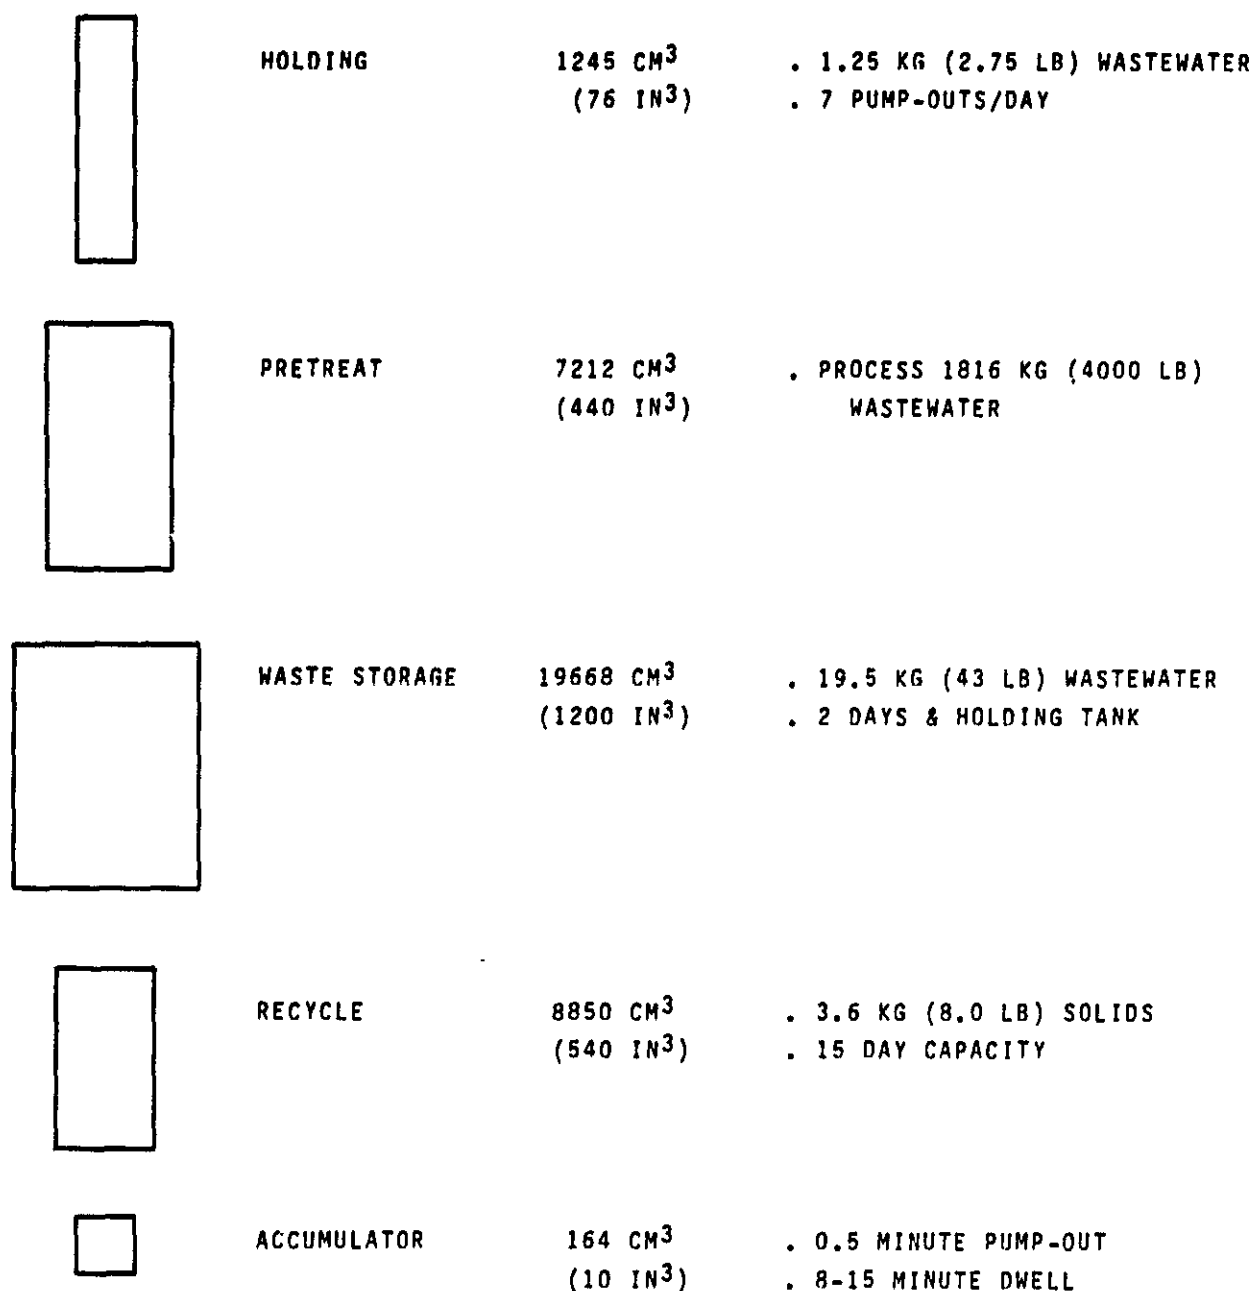 HOLDING 1245 CM³ . 1.25 KG (2.75 LB) WASTEWATER
(76 IN³) . 7 PUMP-OUTS/DAY
PRETREAT 7212 CM³ . PROCESS 1816 KG (4000 LB)
(440 IN³) WASTEWATER
WASTE STORAGE 19668 CM³ . 19.5 KG (43 LB) WASTEWATER
(1200 IN³) . 2 DAYS & HOLDING TANK
RECYCLE 8850 CM³ . 3.6 KG (8.0 LB) SOLIDS
(540 IN³) . 15 DAY CAPACITY
ACCUMULATOR 164 CM³ . 0.5 MINUTE PUMP-OUT
(10 IN³) . 8-15 MINUTE DWELL